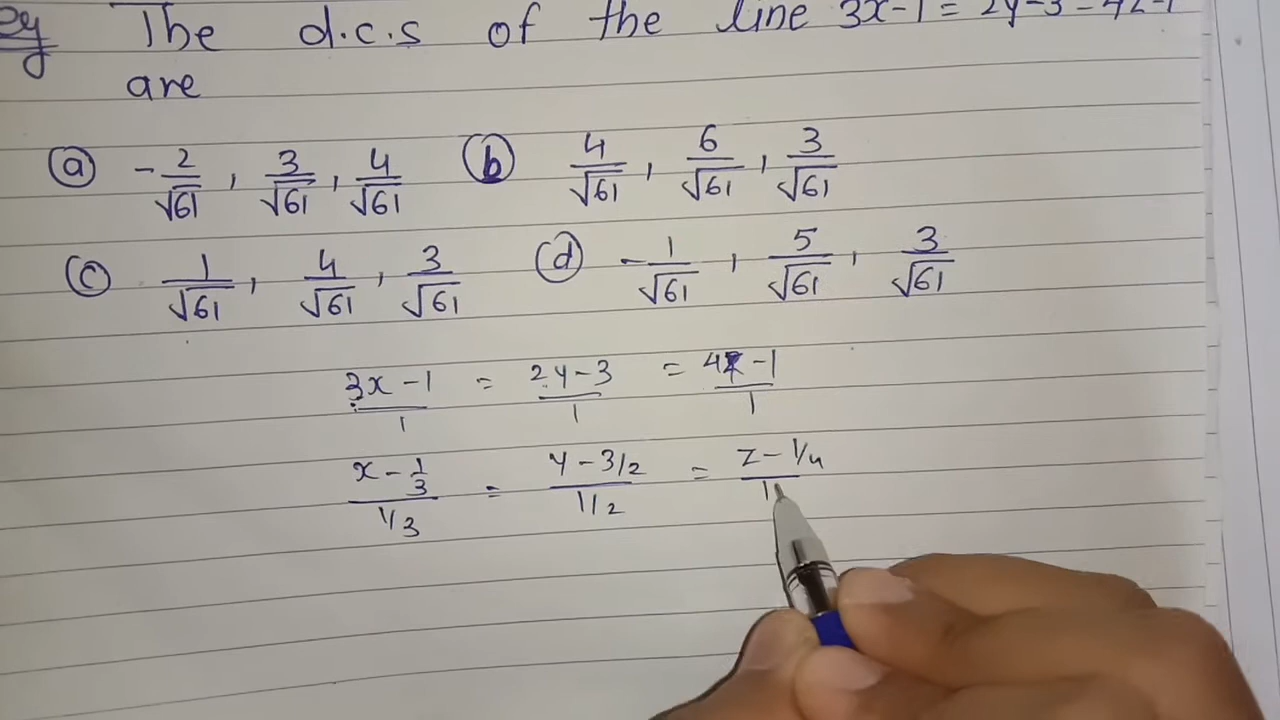 The d.c.s of the line 3x-1 = 2y-3 = 4z-1
are
(a) -2/√61, 3/√61, 4/√61 (b) 4/√61, 6/√61, 3/√61
(c) 1/√61, 4/√61, 3/√61 (d) -1/√61, 5/√61, 3/√61
3x-1/1 = 2y-3/1 = 4z-1/1
x-1/3/1/3 = y-3/2/1/2 = z-1/4/1